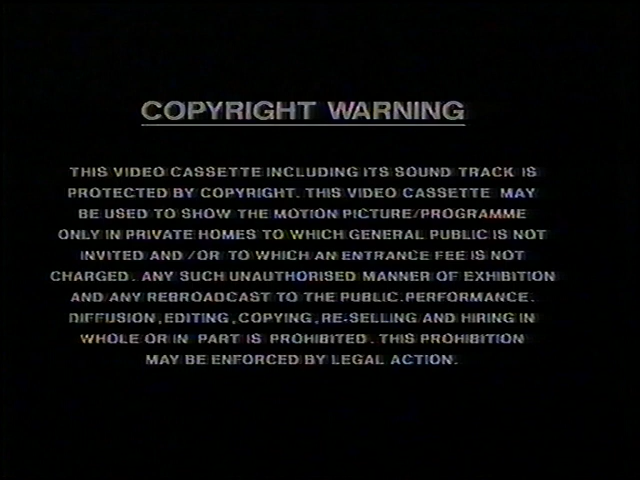 COPYRIGHT WARNING
THIS VIDEO CASSETTE INCLUDING ITS SOUND TRACK IS
PROTECTED BY COPYRIGHT. THIS VIDEO CASSETTE MAY
BE USED TO SHOW THE MOTION PICTURE/PROGRAMME
ONLY IN PRIVATE HOMES TO WHICH GENERAL PUBLIC IS NOT
INVITED AND /OR TO WHICH AN ENTRANCE FEE IS NOT
CHARGED. ANY SUCH UNAUTHORISED MANNER OF EXHIBITION
AND ANY REBROADCAST TO THE PUBLIC.PERFORMANCE.
DIFFUSION,EDITING,COPYING,RE-SELLING AND HIRING IN
WHOLE OR IN PART IS PROHIBITED. THIS PROHIBITION
MAY BE ENFORCED BY LEGAL ACTION.